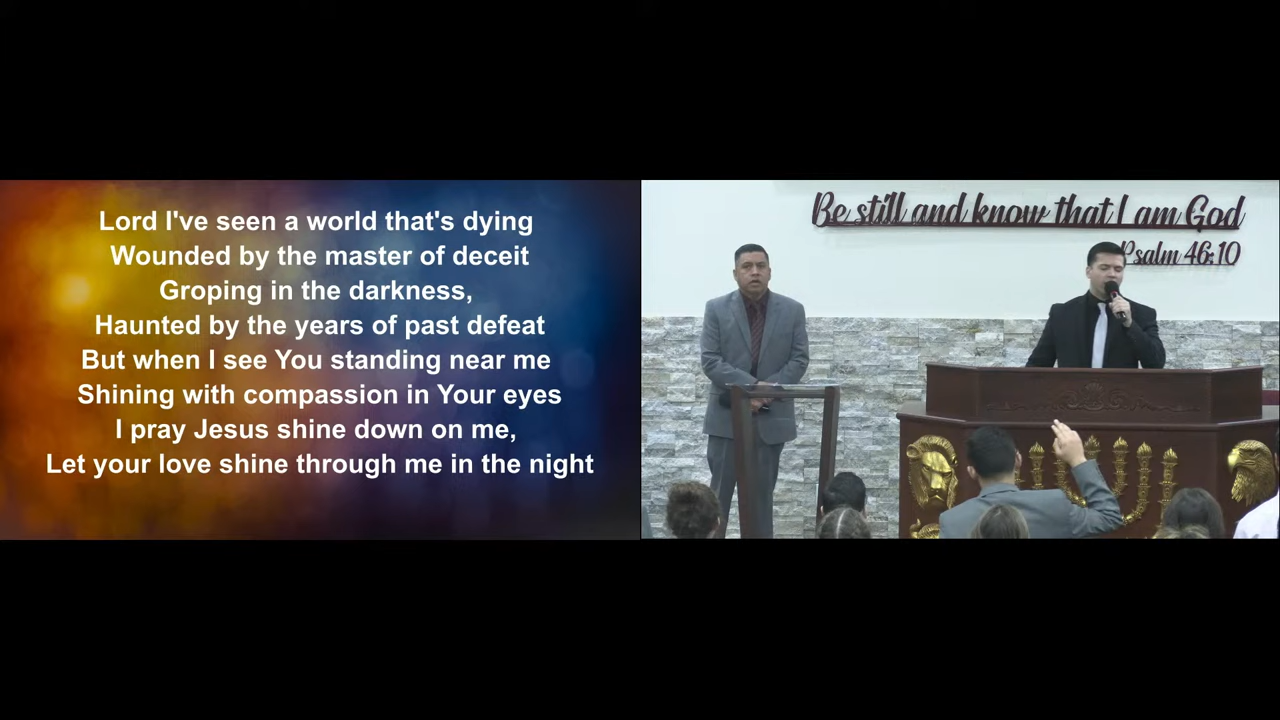 Lord I've seen a world that's dying
Wounded by the master of deceit
Groping in the darkness,
Haunted by the years of past defeat
But when I see You standing near me
Shining with compassion in Your eyes
I pray Jesus shine down on me,
Let your love shine through me in the night
Be still and know that I am God
Psalm 46:10